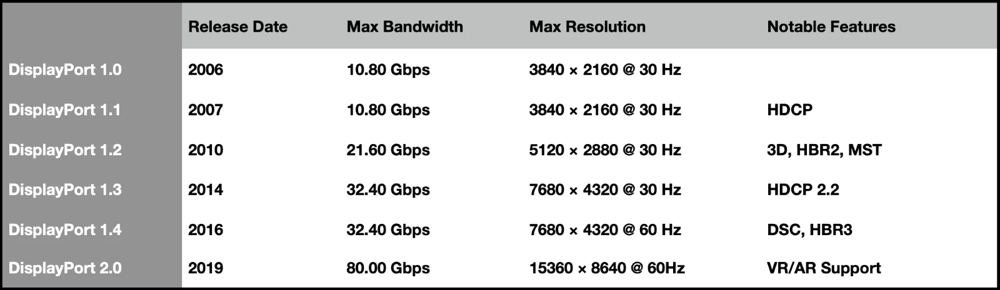 Release Date Max Bandwidth Max Resolution Notable Features
DisplayPort 1.0 2006 10.80 Gbps 3840 × 2160 @ 30 Hz
DisplayPort 1.1 2007 10.80 Gbps 3840 × 2160 @ 30 Hz HDCP
DisplayPort 1.2 2010 21.60 Gbps 5120 × 2880 @ 30 Hz 3D, HBR2, MST
DisplayPort 1.3 2014 32.40 Gbps 7680 × 4320 @ 30 Hz HDCP 2.2
DisplayPort 1.4 2016 32.40 Gbps 7680 × 4320 @ 60 Hz DSC, HBR3
DisplayPort 2.0 2019 80.00 Gbps 15360 × 8640 @ 60Hz VR/AR Support